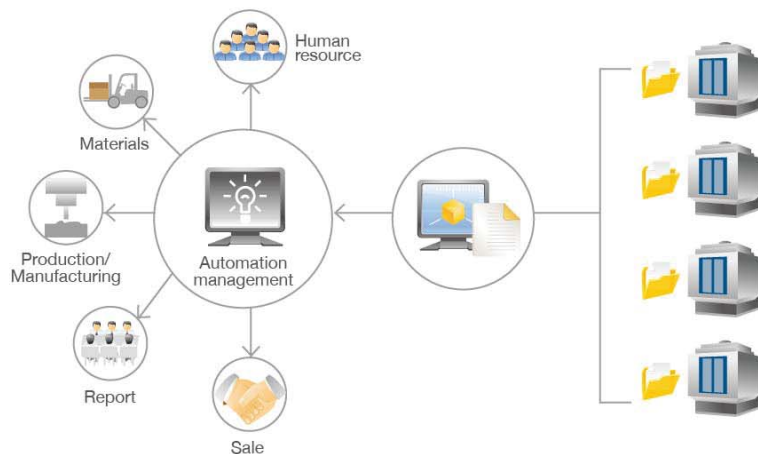 Human
resource
Materials
Production/
Manufacturing
Automation
management
Report
Sale